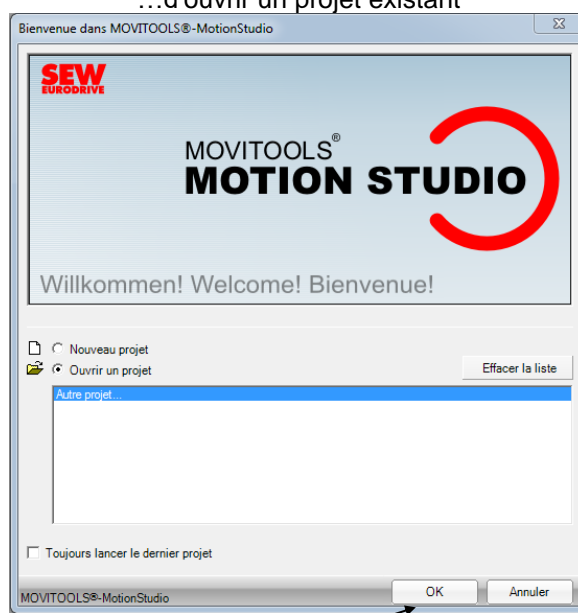 …d'ouvrir un projet existant
Bienvenue dans MOVITOOLS®-MotionStudio
SEW
EURODRIVE
MOVITOOLS®
MOTION STUDIO
Willkommen! Welcome! Bienvenue!
Nouveau projet
Ouvrir un projet
Effacer la liste
Autre projet...
Toujours lancer le dernier projet
MOVITOOLS®-MotionStudio
OK
Annuler